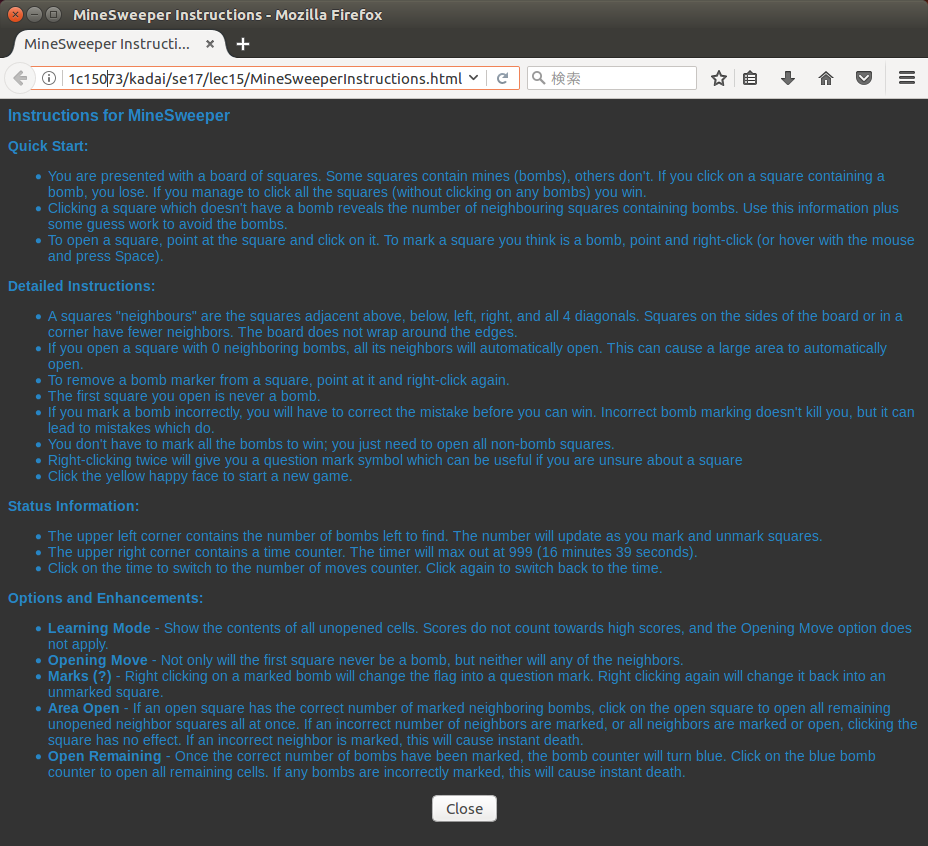 MineSweeper Instructions - Mozilla Firefox
MineSweeper Instructi...
1c15073/kadai/se17/lec15/MineSweeperInstructions.html
検索
Instructions for MineSweeper
Quick Start:
You are presented with a board of squares. Some squares contain mines (bombs), others don't. If you click on a square containing a
bomb, you lose. If you manage to click all the squares (without clicking on any bombs) you win.
Clicking a square which doesn't have a bomb reveals the number of neighbouring squares containing bombs. Use this information plus
some guess work to avoid the bombs.
To open a square, point at the square and click on it. To mark a square you think is a bomb, point and right-click (or hover with the mouse
and press Space).
Detailed Instructions:
A squares "neighbours" are the squares adjacent above, below, left, right, and all 4 diagonals. Squares on the sides of the board or in a
corner have fewer neighbors. The board does not wrap around the edges.
If you open a square with 0 neighboring bombs, all its neighbors will automatically open. This can cause a large area to automatically
open.
To remove a bomb marker from a square, point at it and right-click again.
The first square you open is never a bomb.
If you mark a bomb incorrectly, you will have to correct the mistake before you can win. Incorrect bomb marking doesn't kill you, but it can
lead to mistakes which do.
You don't have to mark all the bombs to win; you just need to open all non-bomb squares.
Right-clicking twice will give you a question mark symbol which can be useful if you are unsure about a square
Click the yellow happy face to start a new game.
Status Information:
The upper left corner contains the number of bombs left to find. The number will update as you mark and unmark squares.
The upper right corner contains a time counter. The timer will max out at 999 (16 minutes 39 seconds).
Click on the time to switch to the number of moves counter. Click again to switch back to the time.
Options and Enhancements:
Learning Mode - Show the contents of all unopened cells. Scores do not count towards high scores, and the Opening Move option does
not apply.
Opening Move - Not only will the first square never be a bomb, but neither will any of the neighbors.
Marks (?) - Right clicking on a marked bomb will change the flag into a question mark. Right clicking again will change it back into an
unmarked square.
Area Open - If an open square has the correct number of marked neighboring bombs, click on the open square to open all remaining
unopened neighbor squares all at once. If an incorrect number of neighbors are marked, or all neighbors are marked or open, clicking the
square has no effect. If an incorrect neighbor is marked, this will cause instant death.
Open Remaining - Once the correct number of bombs have been marked, the bomb counter will turn blue. Click on the blue bomb
counter to open all remaining cells. If any bombs are incorrectly marked, this will cause instant death.
Close